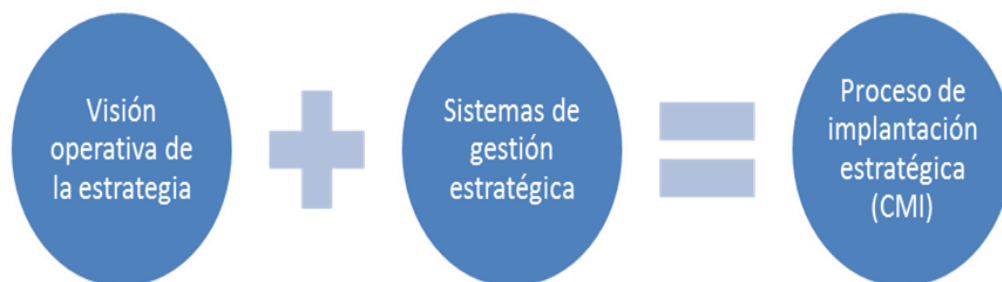 Visión
operativa de
la estrategia
Sistemas de
gestión
estratégica
Proceso de
implantación
estratégica
(CMI)